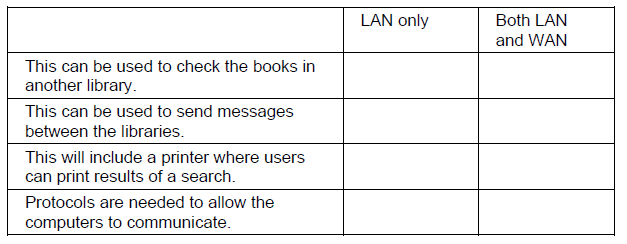 LAN only
Both LAN
and WAN
This can be used to check the books in
another library.
This can be used to send messages
between the libraries.
This will include a printer where users
can print results of a search.
Protocols are needed to allow the
computers to communicate.